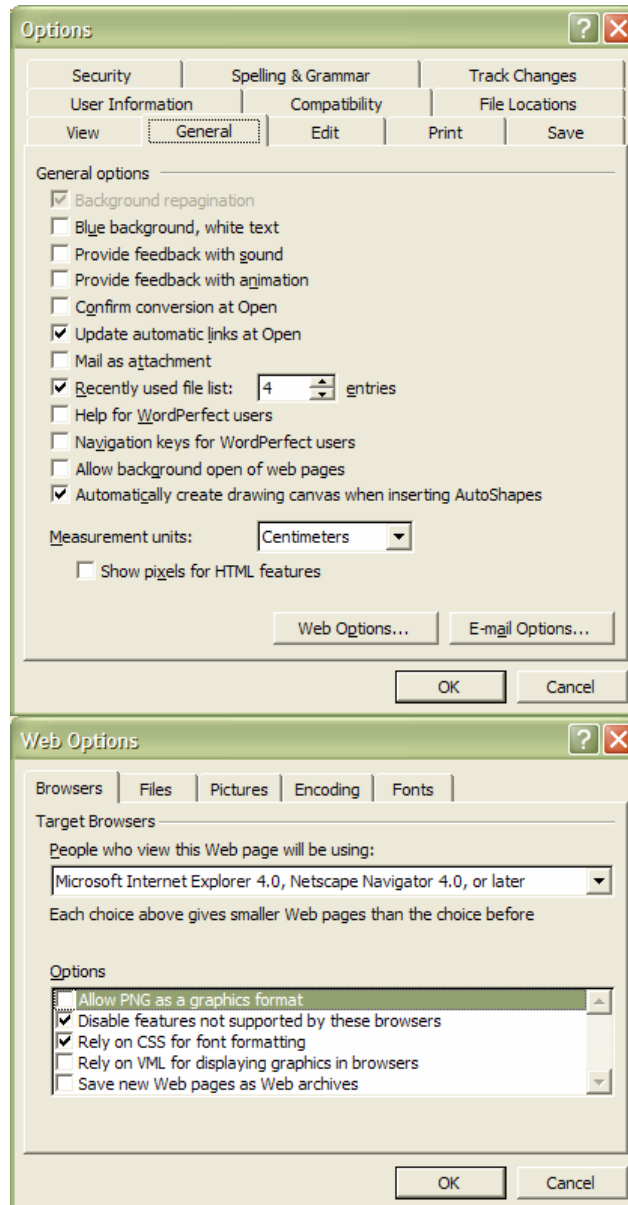 Options
Security Spelling & Grammar Track Changes
User Information Compatibility File Locations
View General Edit Print Save
General options
Background repagination
Blue background, white text
Provide feedback with sound
Provide feedback with animation
Confirm conversion at Open
Update automatic links at Open
Mail as attachment
Recently used file list: 4 entries
Help for WordPerfect users
Navigation keys for WordPerfect users
Allow background open of web pages
Automatically create drawing canvas when inserting AutoShapes
Measurement units: Centimeters
Show pixels for HTML features
Web Options... E-mail Options...
OK Cancel
Web Options
Browsers Files Pictures Encoding Fonts
Target Browsers
People who view this Web page will be using:
Microsoft Internet Explorer 4.0, Netscape Navigator 4.0, or later
Each choice above gives smaller Web pages than the choice before
Options
Allow PNG as a graphics format
Disable features not supported by these browsers
Rely on CSS for font formatting
Rely on VML for displaying graphics in browsers
Save new Web pages as Web archives
OK Cancel